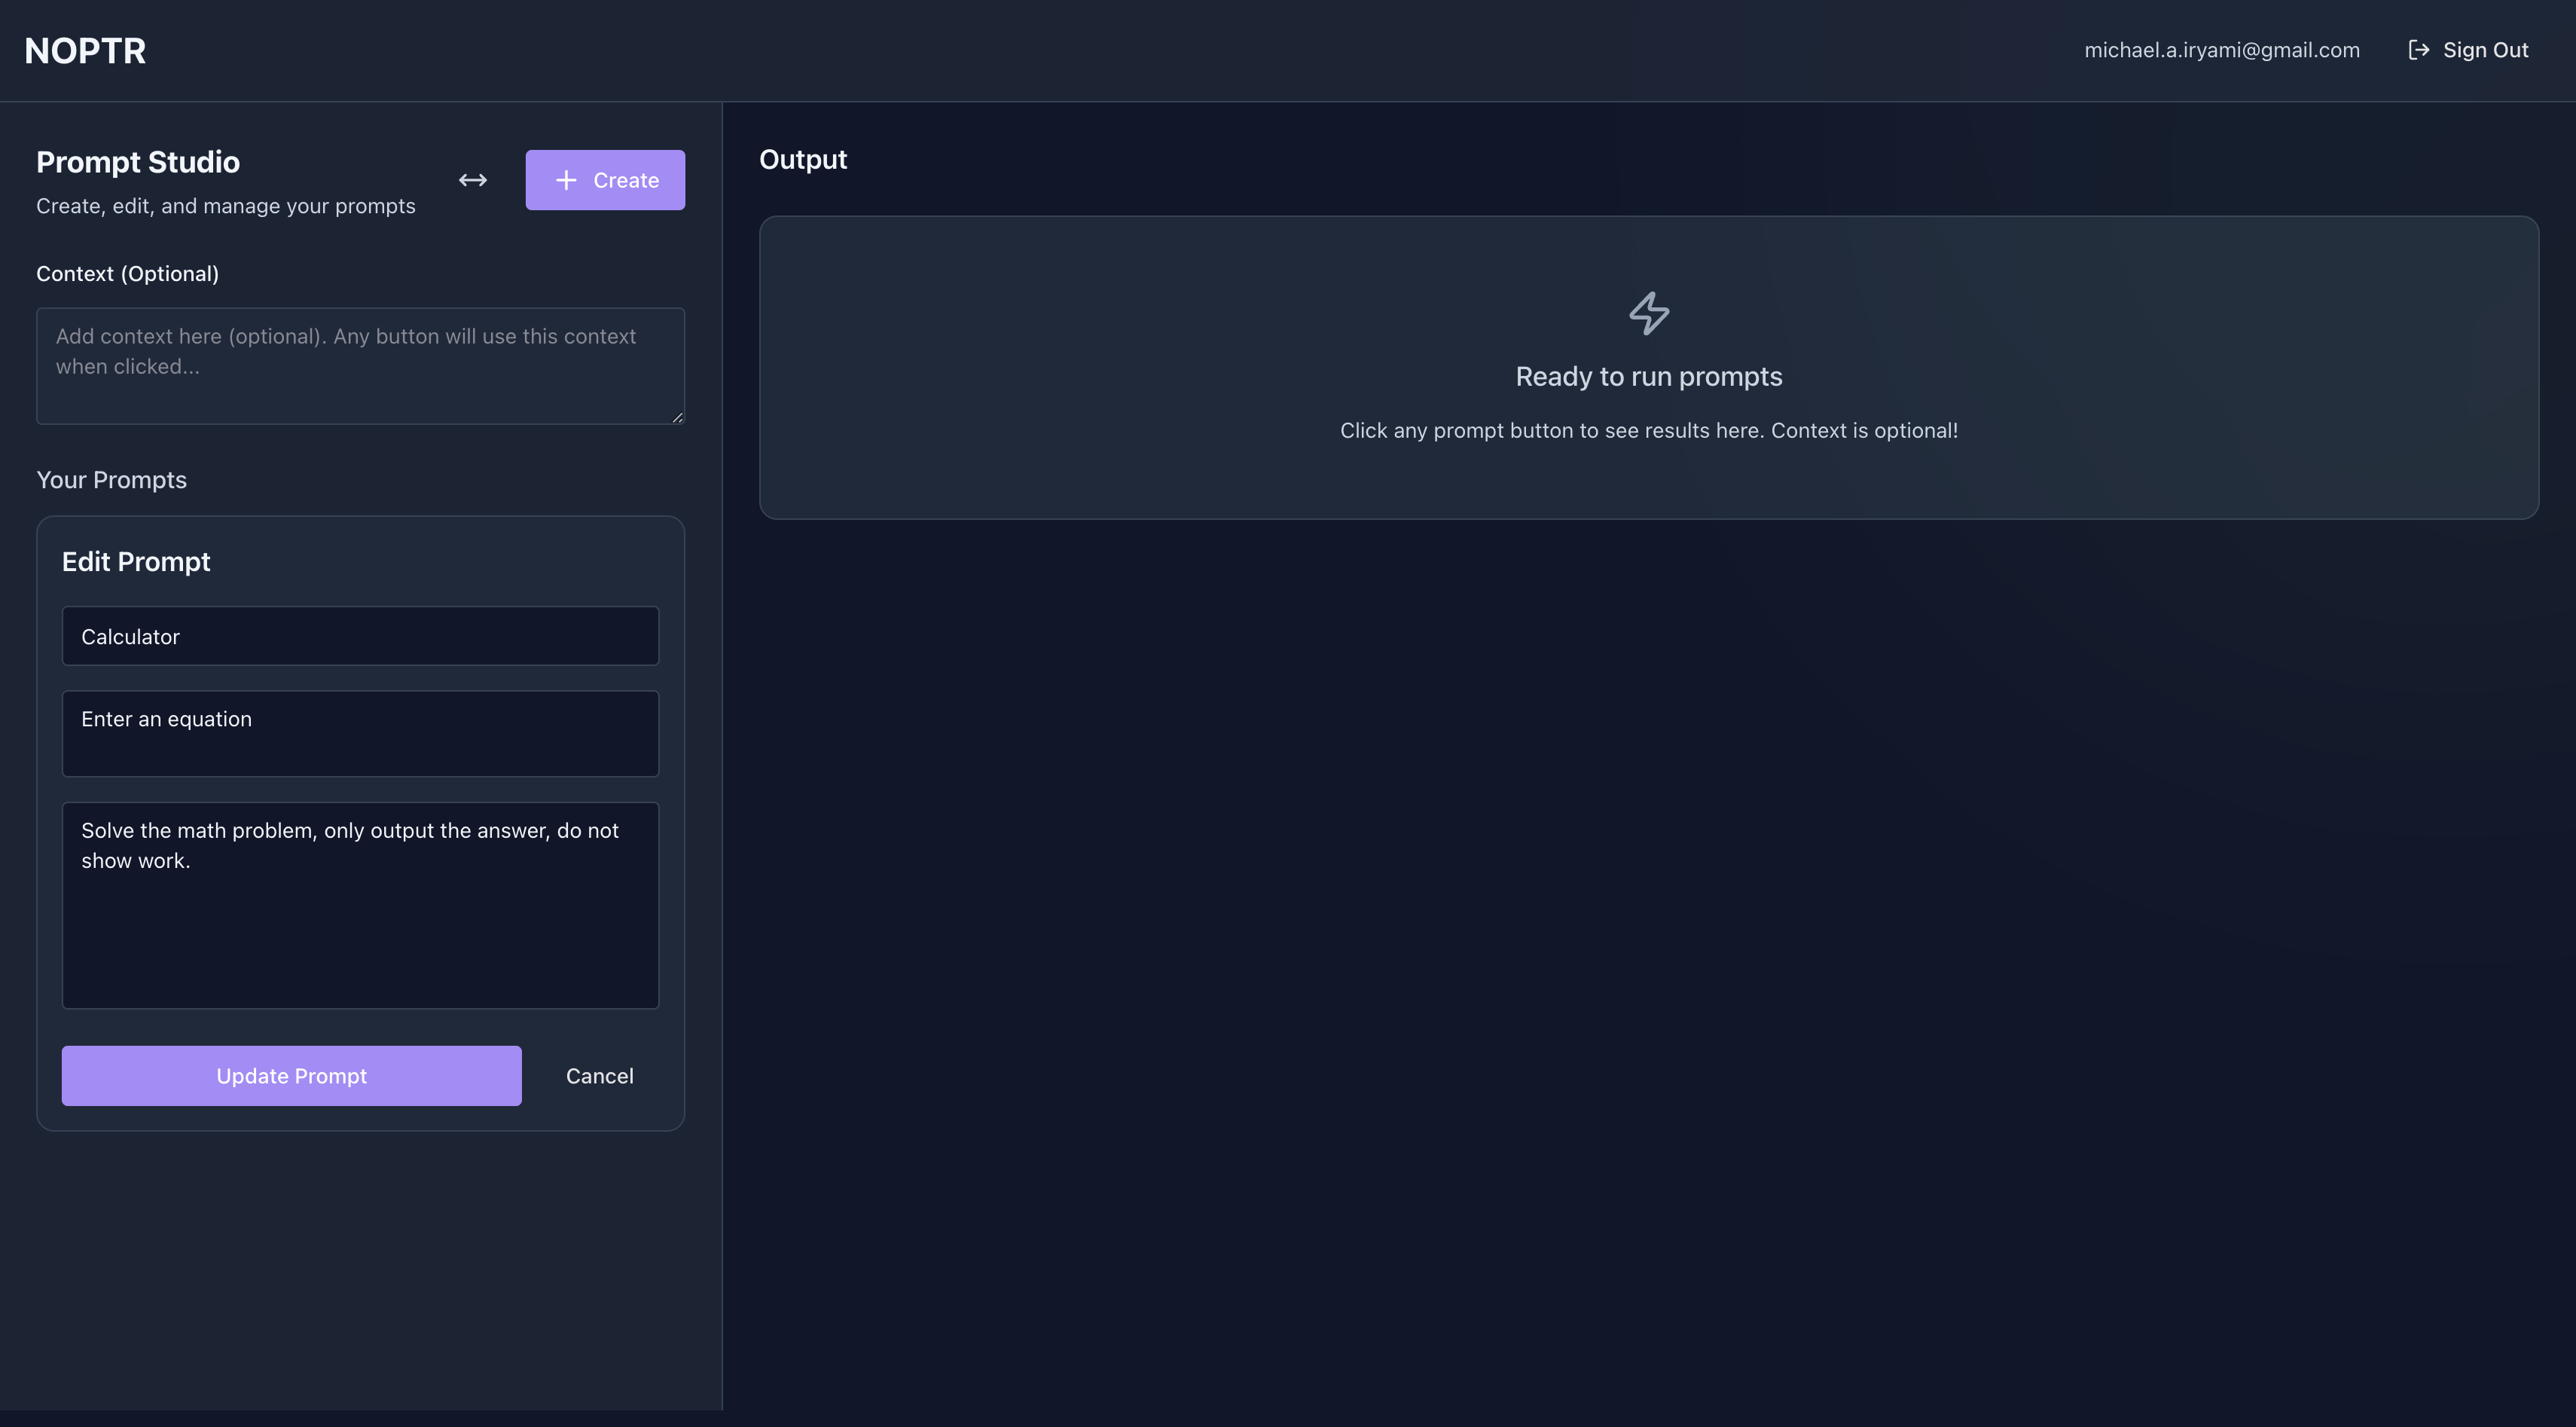 NOPTR
michael.a.iryami@gmail.com
Sign Out
Prompt Studio
Create, edit, and manage your prompts
Create
Context (Optional)
Add context here (optional). Any button will use this context
when clicked...
Your Prompts
Edit Prompt
Calculator
Enter an equation
Solve the math problem, only output the answer, do not
show work.
Update Prompt
Cancel
Output
Ready to run prompts
Click any prompt button to see results here. Context is optional!